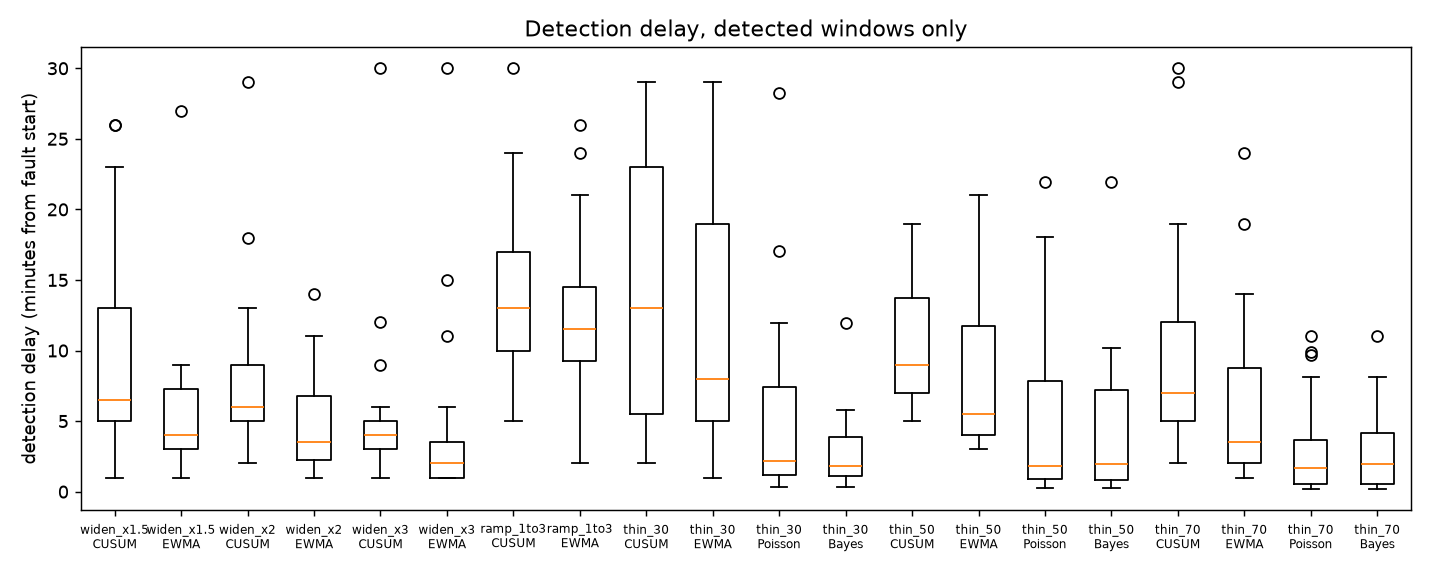 Detection delay, detected windows only
detection delay (minutes from fault start)
30
25
20
15
10
5
0
widen_x1.5 widen_x1.5 widen_x2 widen_x2 widen_x3 widen_x3 ramp_1to3 ramp_1to3 thin_30 thin_30 thin_30 thin_30 thin_50 thin_50 thin_50 thin_50 thin_70 thin_70 thin_70 thin_70
CUSUM EWMA CUSUM EWMA CUSUM EWMA CUSUM EWMA CUSUM EWMA Poisson Bayes CUSUM EWMA Poisson Bayes CUSUM EWMA Poisson Bayes